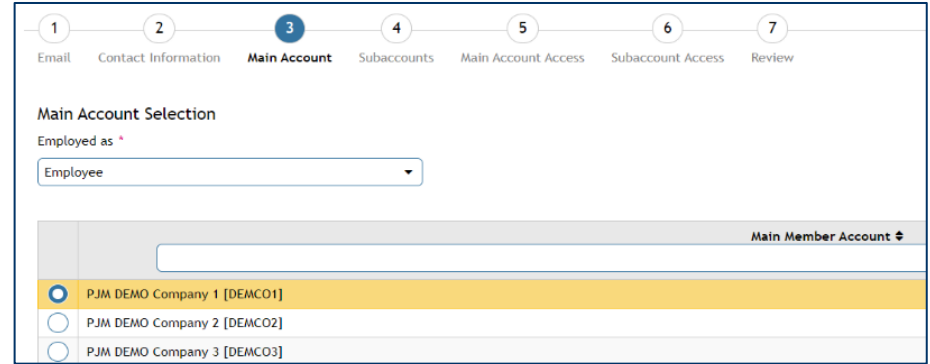 1 2 3 4 5 6 7
Email Contact Information Main Account Subaccounts Main Account Access Subaccount Access Review
Main Account Selection
Employed as *
Employee
Main Member Account
PJM DEMO Company 1 [DEMCO1]
PJM DEMO Company 2 [DEMCO2]
PJM DEMO Company 3 [DEMCO3]